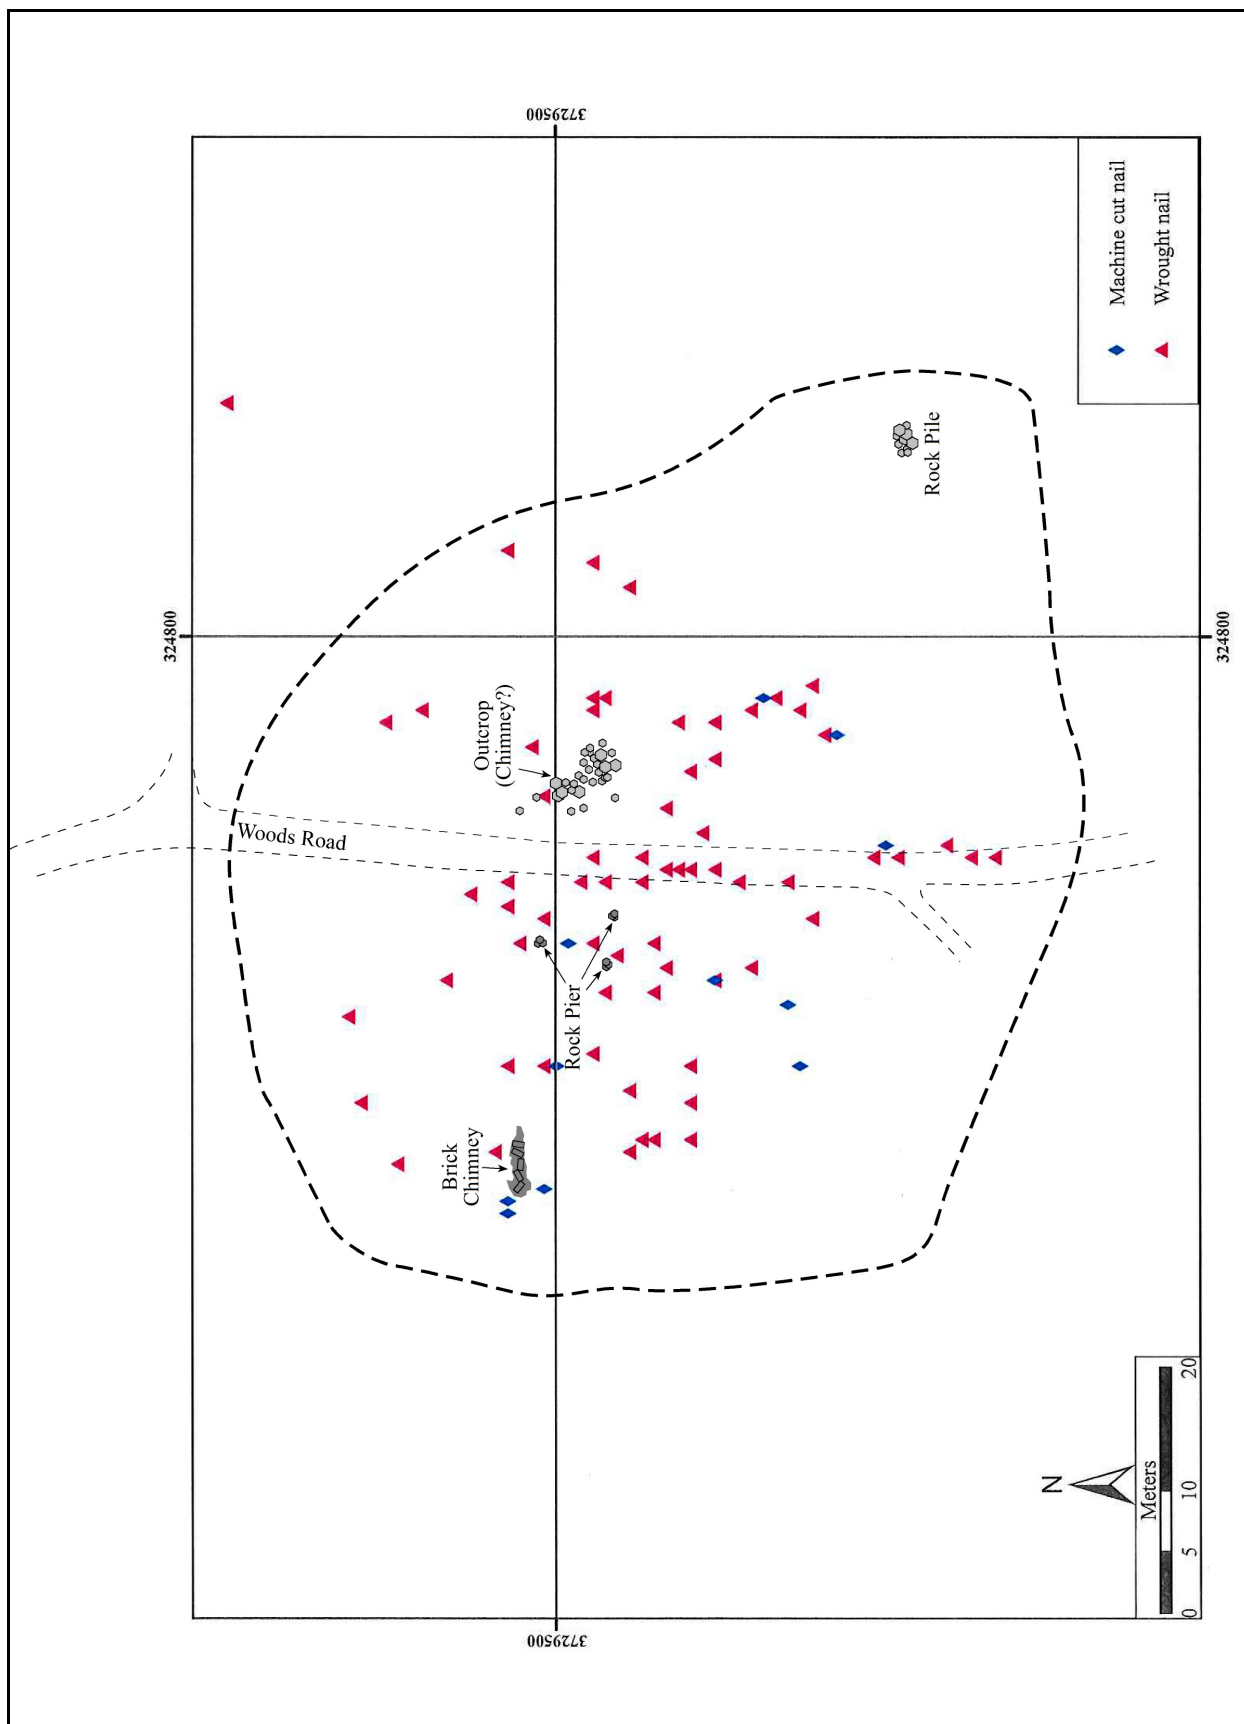 3729500
324800
Machine cut nail
Wrought nail
Rock Pile
Outcrop
(Chimney?)
Woods Road
Rock Pier
Brick
Chimney
324800
3729500
N
Meters
0 5 10 20